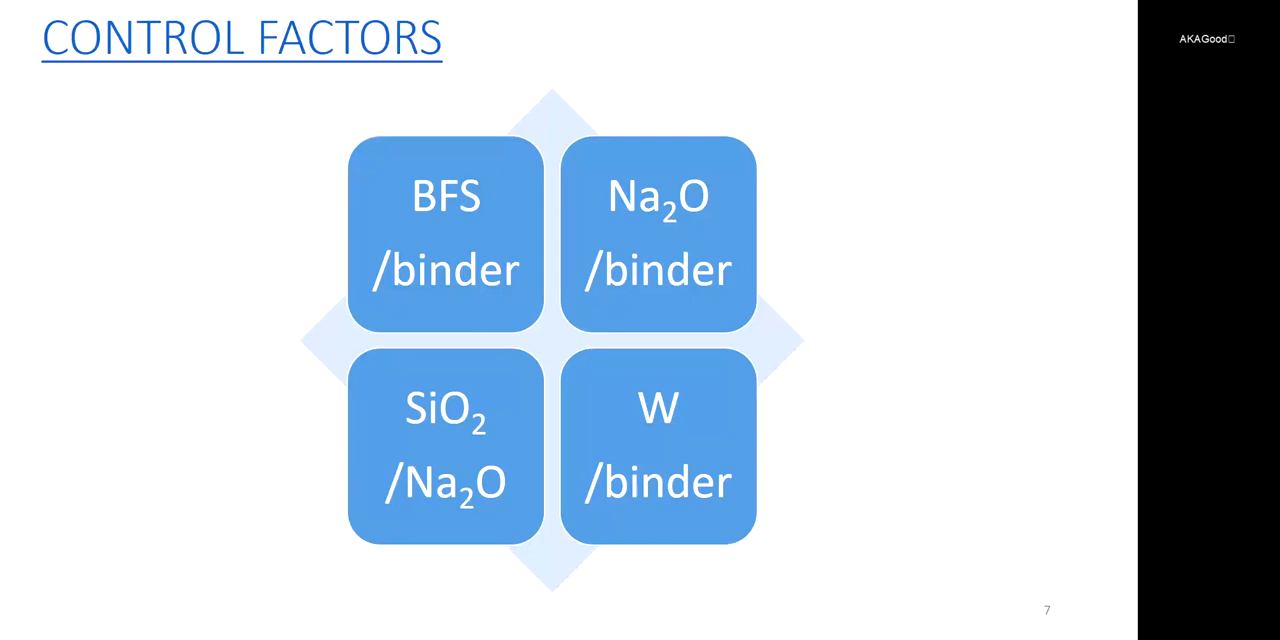 CONTROL FACTORS
AKAGood
BFS
/binder
Na₂O
/binder
SiO₂
/Na₂O
W
/binder
7